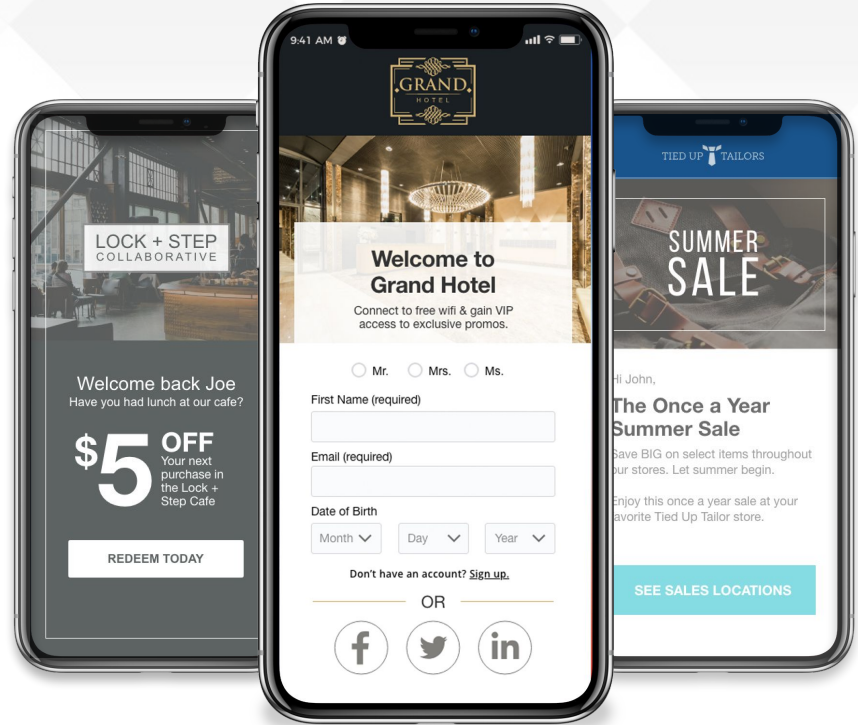 LOCK + STEP
COLLABORATIVE
Welcome back Joe
Have you had lunch at our cafe?
$5 OFF
Your next
purchase in
the Lock +
Step Cafe
REDEEM TODAY
9:41 AM
GRAND
HOTEL
Welcome to
Grand Hotel
Connect to free wifi & gain VIP
access to exclusive promos.
Mr. Mrs. Ms.
First Name (required)
Email (required)
Date of Birth
Month Day Year
Don't have an account? Sign up.
OR
f in
TIED UP TAILORS
SUMMER
SALE
Hi John,
The Once a Year
Summer Sale
Save BIG on select items throughout
our stores. Let summer begin.
Enjoy this once a year sale at your
favorite Tied Up Tailor store.
SEE SALES LOCATIONS